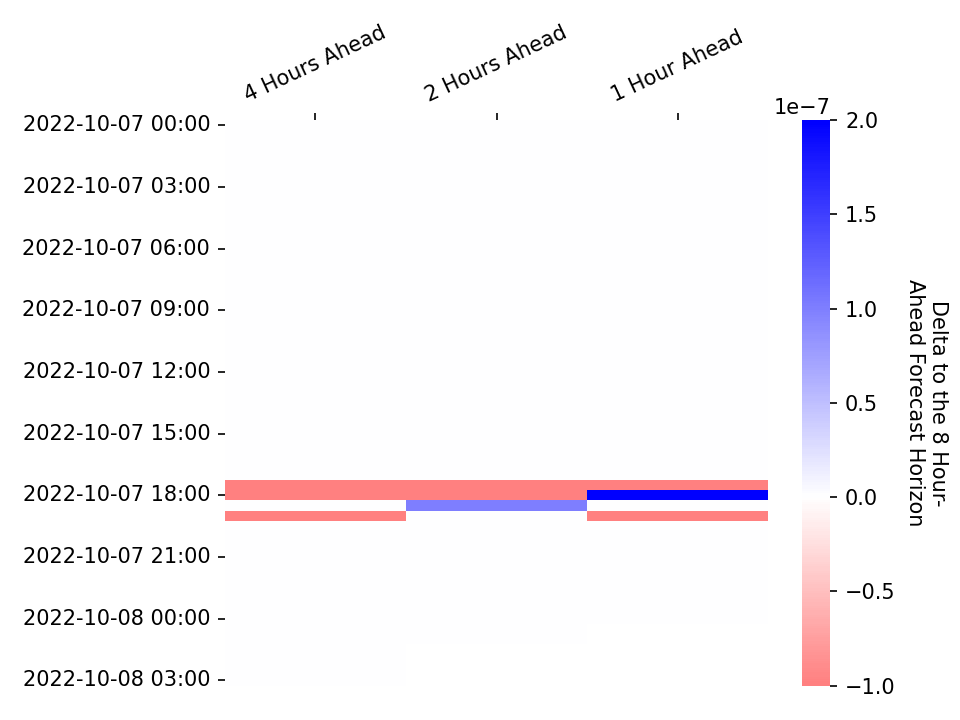 4 Hours Ahead
2 Hours Ahead
1 Hour Ahead
2022-10-07 00:00
2022-10-07 03:00
2022-10-07 06:00
2022-10-07 09:00
2022-10-07 12:00
2022-10-07 15:00
2022-10-07 18:00
2022-10-07 21:00
2022-10-08 00:00
2022-10-08 03:00
1e−7
2.0
1.5
1.0
0.5
0.0
−0.5
−1.0
Delta to the 8 Hour-
Ahead Forecast Horizon